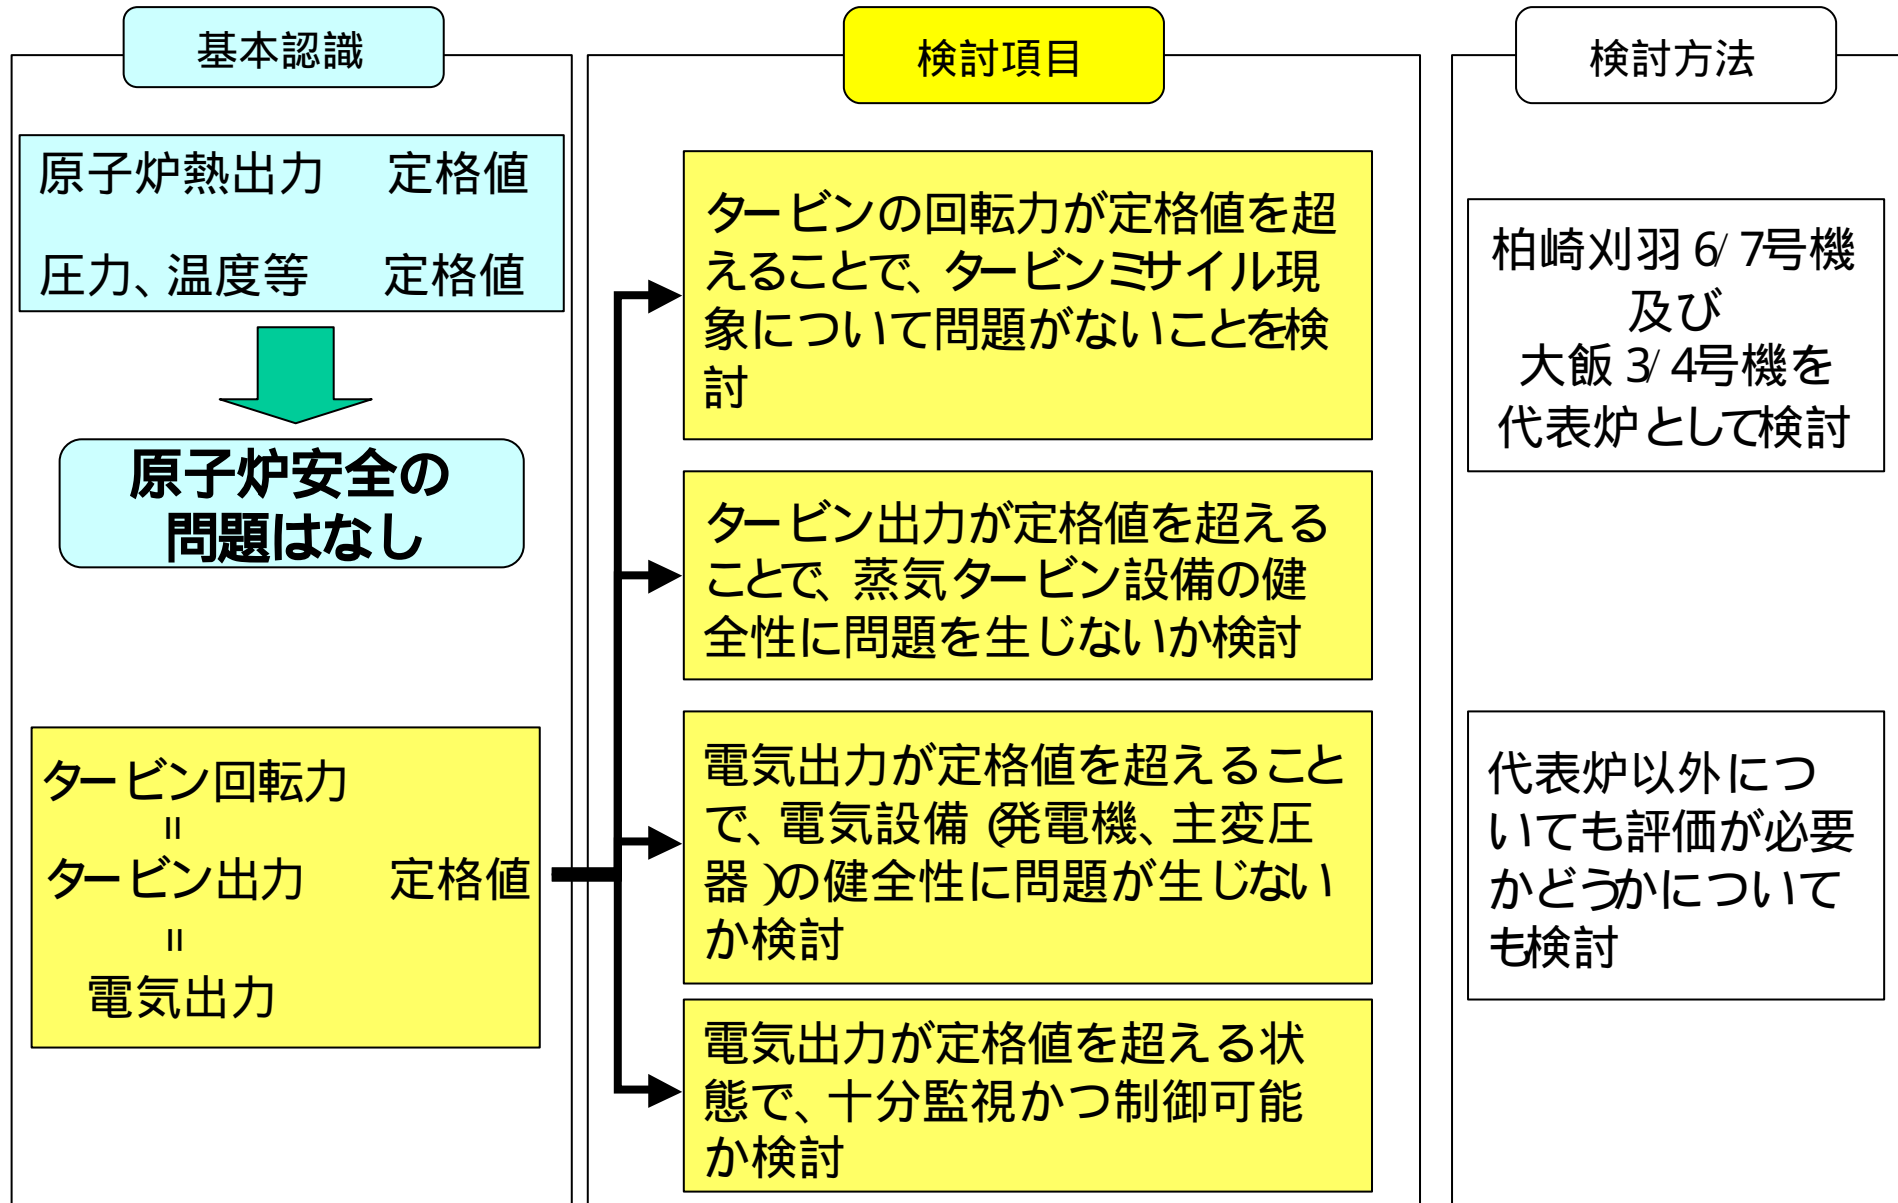 基本認識
原子炉熱出力 定格値
圧力、温度等 定格値
原子炉安全の
問題はなし
タービン回転力
=
タービン出力 定格値
=
電気出力
検討項目
タービンの回転力が定格値を超
えることで、タービンミサイル現
象について問題がないことを検
討
タービン出力が定格値を超える
ことで、蒸気タービン設備の健
全性に問題を生じないか検討
電気出力が定格値を超えること
で、電気設備(発電機、主変圧
器)の健全性に問題が生じない
か検討
電気出力が定格値を超える状
態で、十分監視かつ制御可能
か検討
検討方法
柏崎刈羽 6/7号機
及び
大飯 3/4号機を
代表炉として検討
代表炉以外につ
いても評価が必要
かどうかについて
も検討